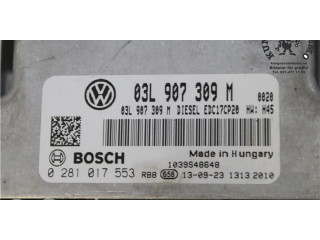 03L 907 309 M
03L 907 309 M DIESEL EDC17CP20
0020
HW: H45
BOSCH
Made in Hungary
1039S48648
0 281 017 553 RB8 658 13-09-23 1313 2010